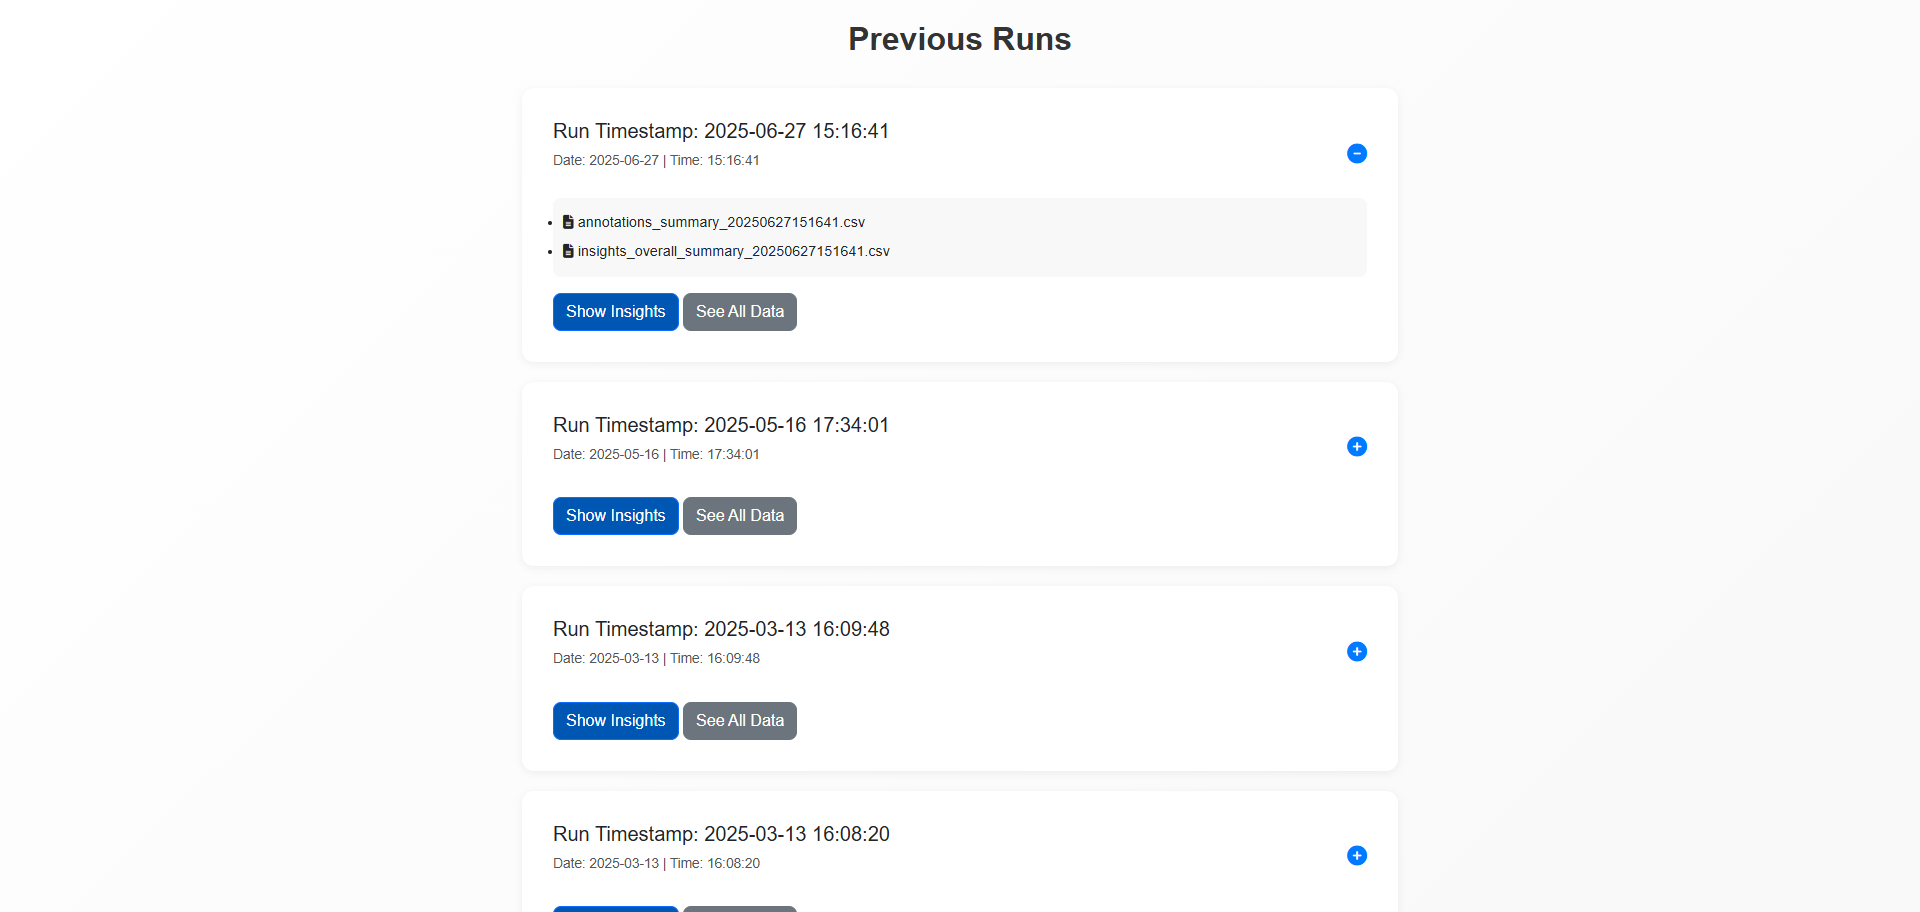 Previous Runs
Run Timestamp: 2025-06-27 15:16:41
Date: 2025-06-27 | Time: 15:16:41
annotations_summary_20250627151641.csv
insights_overall_summary_20250627151641.csv
Show Insights See All Data
Run Timestamp: 2025-05-16 17:34:01
Date: 2025-05-16 | Time: 17:34:01
Show Insights See All Data
Run Timestamp: 2025-03-13 16:09:48
Date: 2025-03-13 | Time: 16:09:48
Show Insights See All Data
Run Timestamp: 2025-03-13 16:08:20
Date: 2025-03-13 | Time: 16:08:20